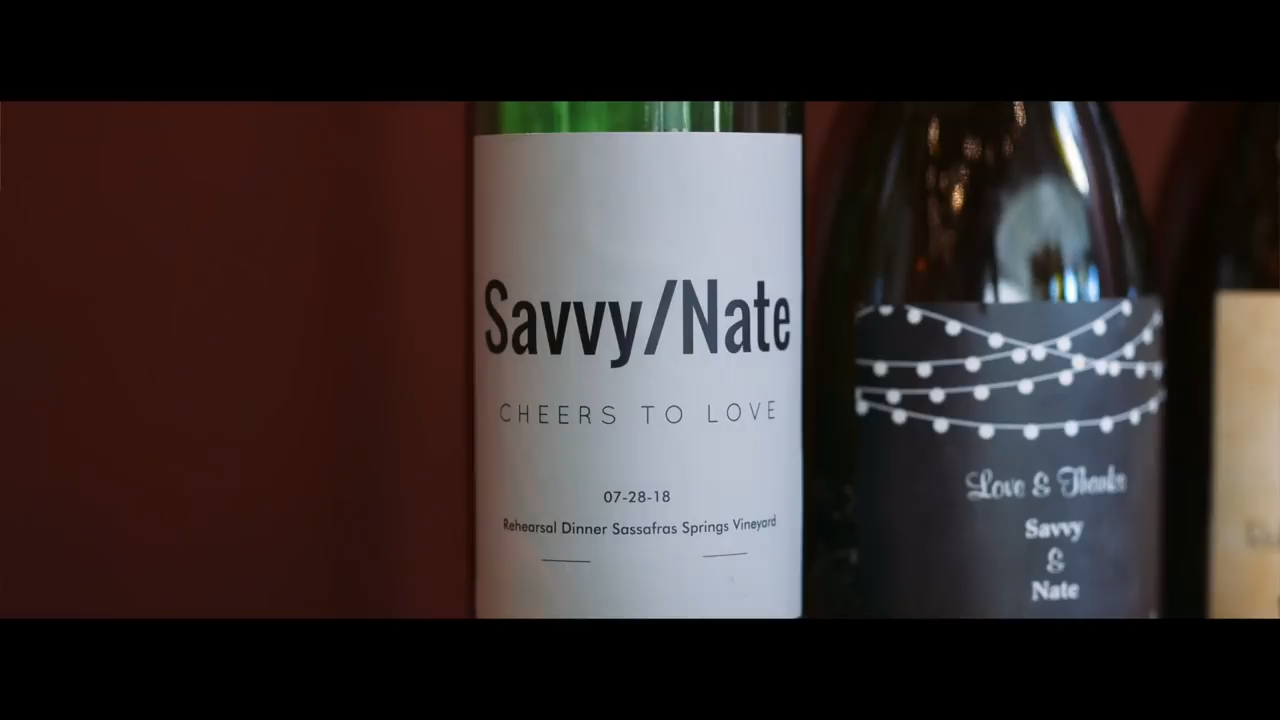 Savvy/Nate
CHEERS TO LOVE
07-28-18
Rehearsal Dinner Sassafras Springs Vineyard
Love & Thanks
Savvy
&
Nate